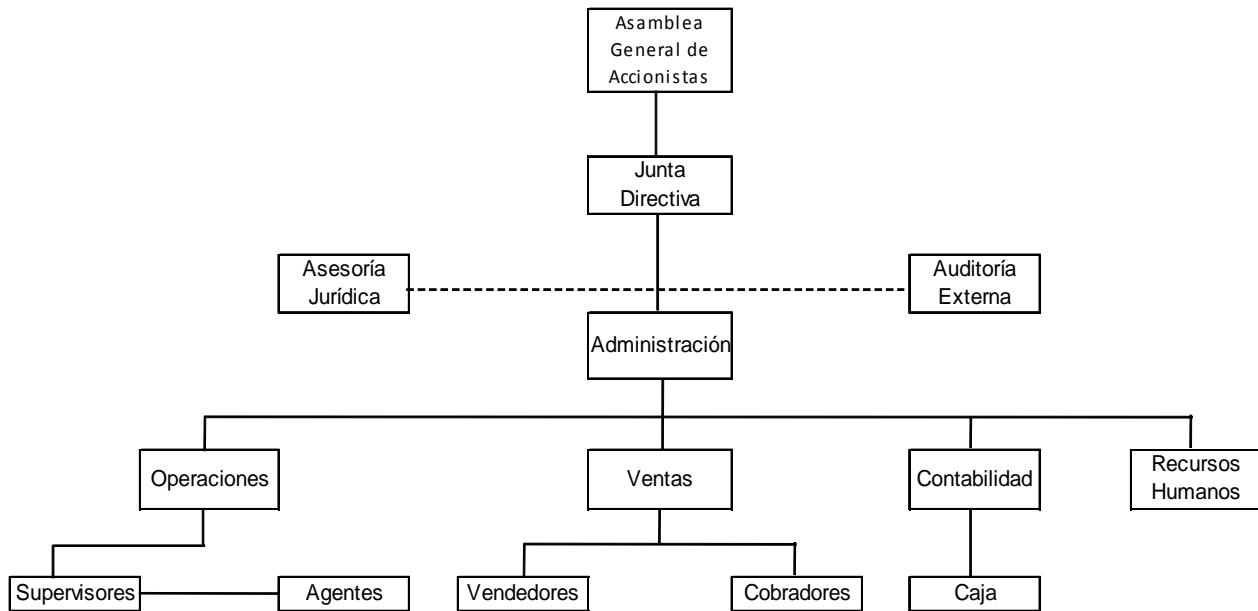 Asamblea
General de
Accionistas
Junta
Directiva
Asesoría
Jurídica
Auditoría
Externa
Administración
Operaciones
Ventas
Contabilidad
Recursos
Humanos
Supervisores
Agentes
Vendedores
Cobradores
Caja